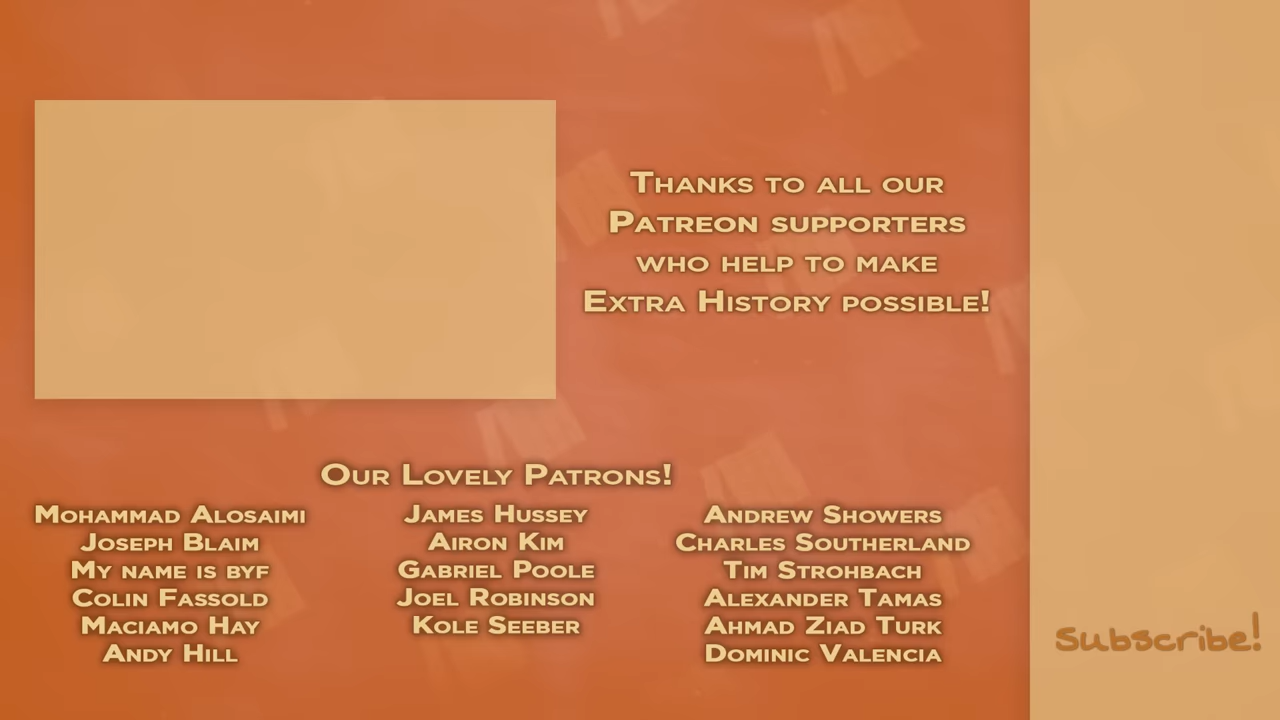 Thanks to all our
Patreon supporters
who help to make
Extra History possible!
Our Lovely Patrons!
Mohammad Alosaimi
Joseph Blaim
My name is byf
Colin Fassold
Maciamo Hay
Andy Hill
James Hussey
Airon Kim
Gabriel Poole
Joel Robinson
Kole Seeber
Andrew Showers
Charles Southerland
Tim Strohbach
Alexander Tamas
Ahmad Ziad Turk
Dominic Valencia
Subscribe!